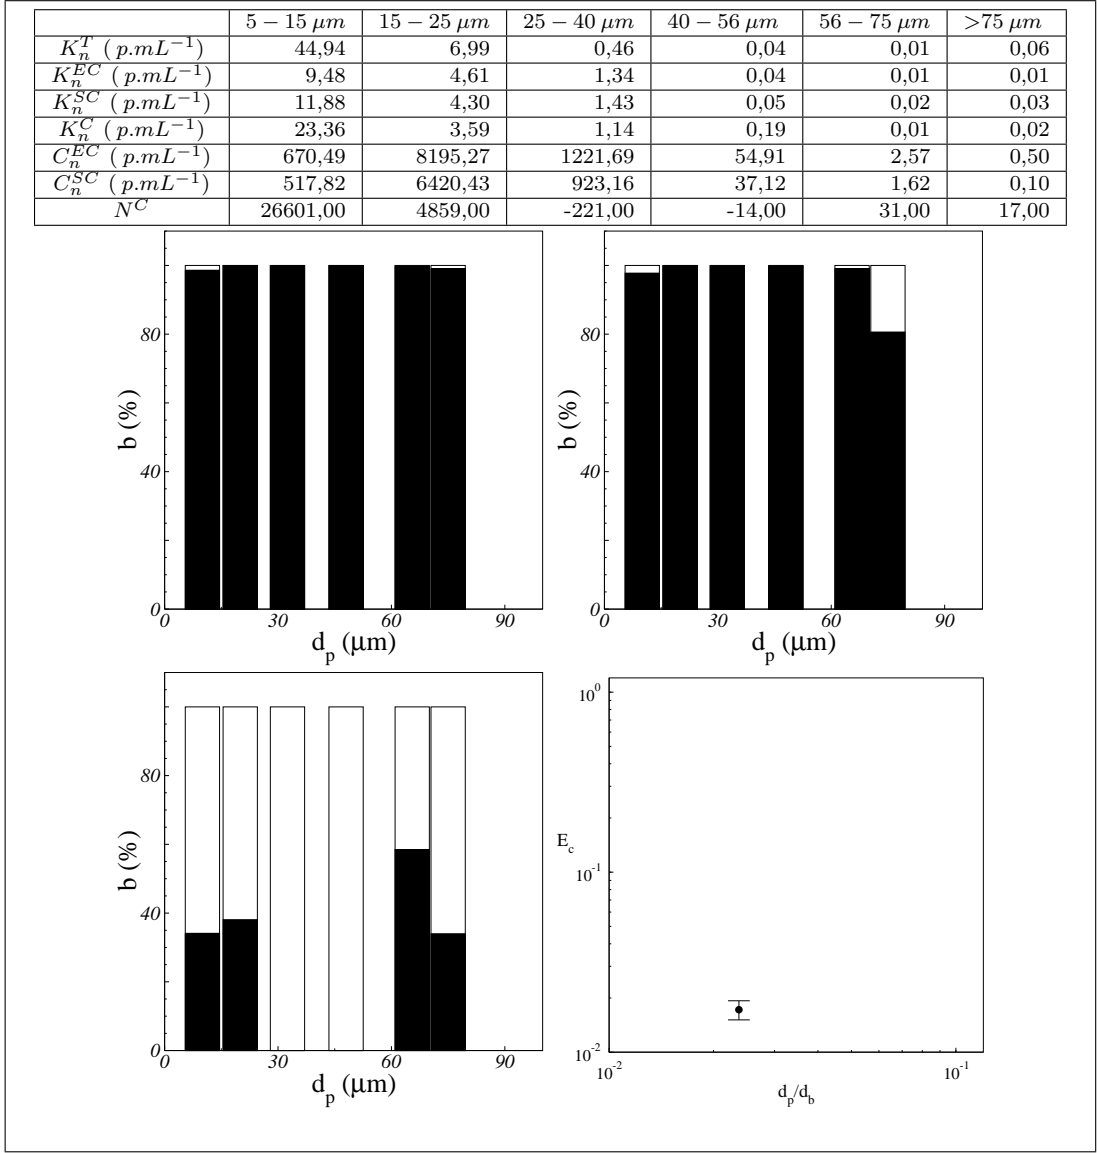 5 − 15 μm 15 − 25 μm 25 − 40 μm 40 − 56 μm 56 − 75 μm >75 μm
K_n^T ( p.mL^{−1}) 44,94 6,99 0,46 0,04 0,01 0,06
K_n^{EC} ( p.mL^{−1}) 9,48 4,61 1,34 0,04 0,01 0,01
K_n^{SC} ( p.mL^{−1}) 11,88 4,30 1,43 0,05 0,02 0,03
K_n^C ( p.mL^{−1}) 23,36 3,59 1,14 0,19 0,01 0,02
C_n^{EC} ( p.mL^{−1}) 670,49 8195,27 1221,69 54,91 2,57 0,50
C_n^{SC} ( p.mL^{−1}) 517,82 6420,43 923,16 37,12 1,62 0,10
N^C 26601,00 4859,00 -221,00 -14,00 31,00 17,00
80
40
0
b (%)
0 30 60 90
d_p (μm)
80
40
0
b (%)
0 30 60 90
d_p (μm)
80
40
0
b (%)
0 30 60 90
d_p (μm)
10^0
E_c
10^{-1}
10^{-2}
10^{-2} 10^{-1}
d_p/d_b